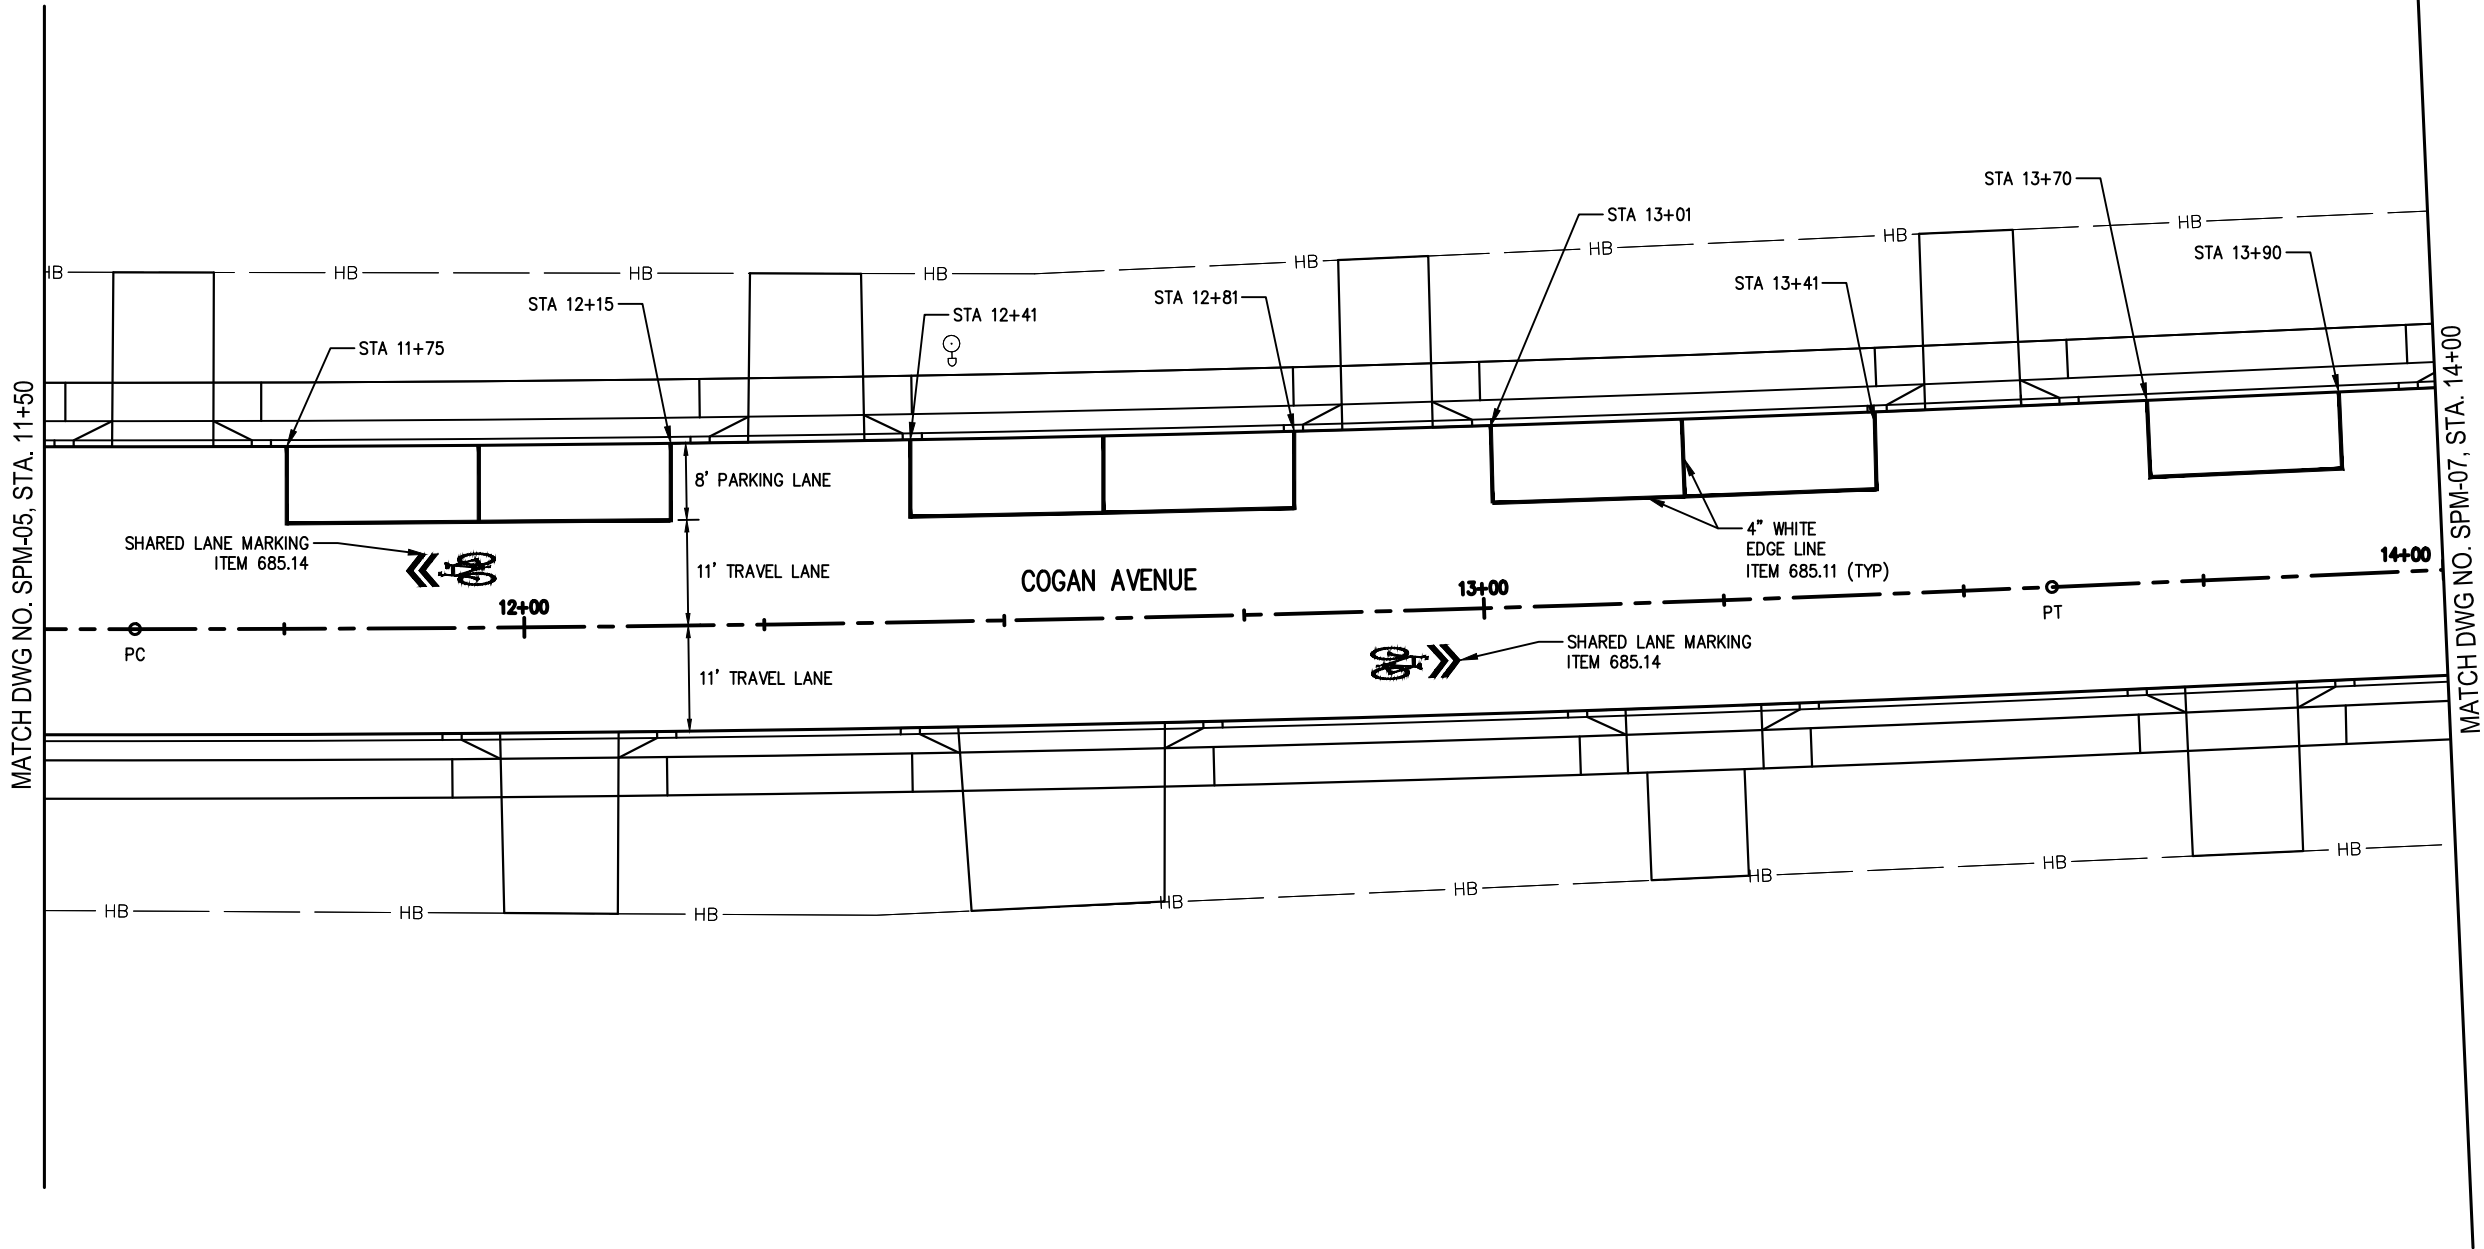 STA 13+70
STA 13+01
HB
HB
HB
STA 13+90
HB
HB
HB
HB
HB
HB
STA 12+15
STA 12+81
STA 13+41
STA 12+41
STA 11+75
MATCH DWG NO. SPM-05, STA. 11+50
MATCH DWG NO. SPM-07, STA. 14+00
8' PARKING LANE
SHARED LANE MARKING
ITEM 685.14
4" WHITE
EDGE LINE
ITEM 685.11 (TYP)
11' TRAVEL LANE
COGAN AVENUE
14+00
13+00
12+00
PC
PT
SHARED LANE MARKING
ITEM 685.14
11' TRAVEL LANE
HB
HB
HB
HB
HB
HB
HB
HB